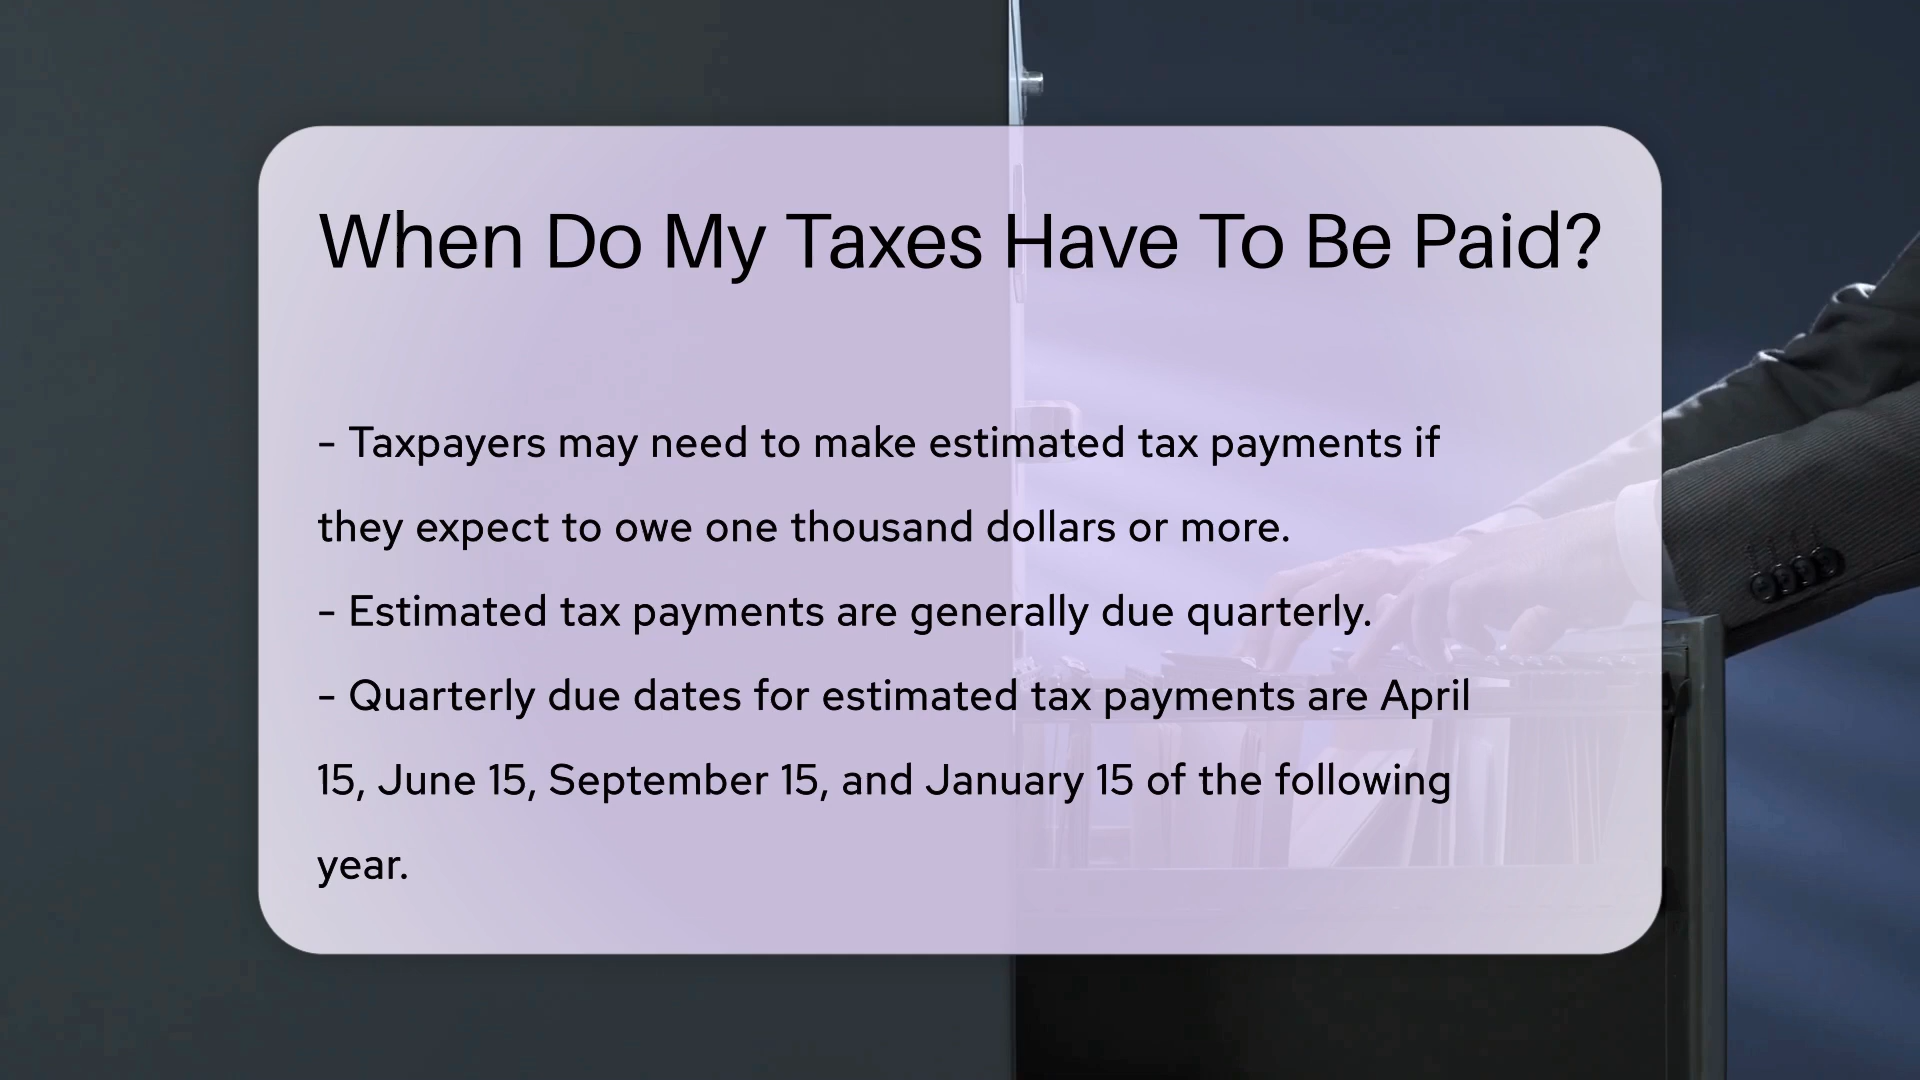 When Do My Taxes Have To Be Paid?
- Taxpayers may need to make estimated tax payments if
they expect to owe one thousand dollars or more.
- Estimated tax payments are generally due quarterly.
- Quarterly due dates for estimated tax payments are April
15, June 15, September 15, and January 15 of the following
year.